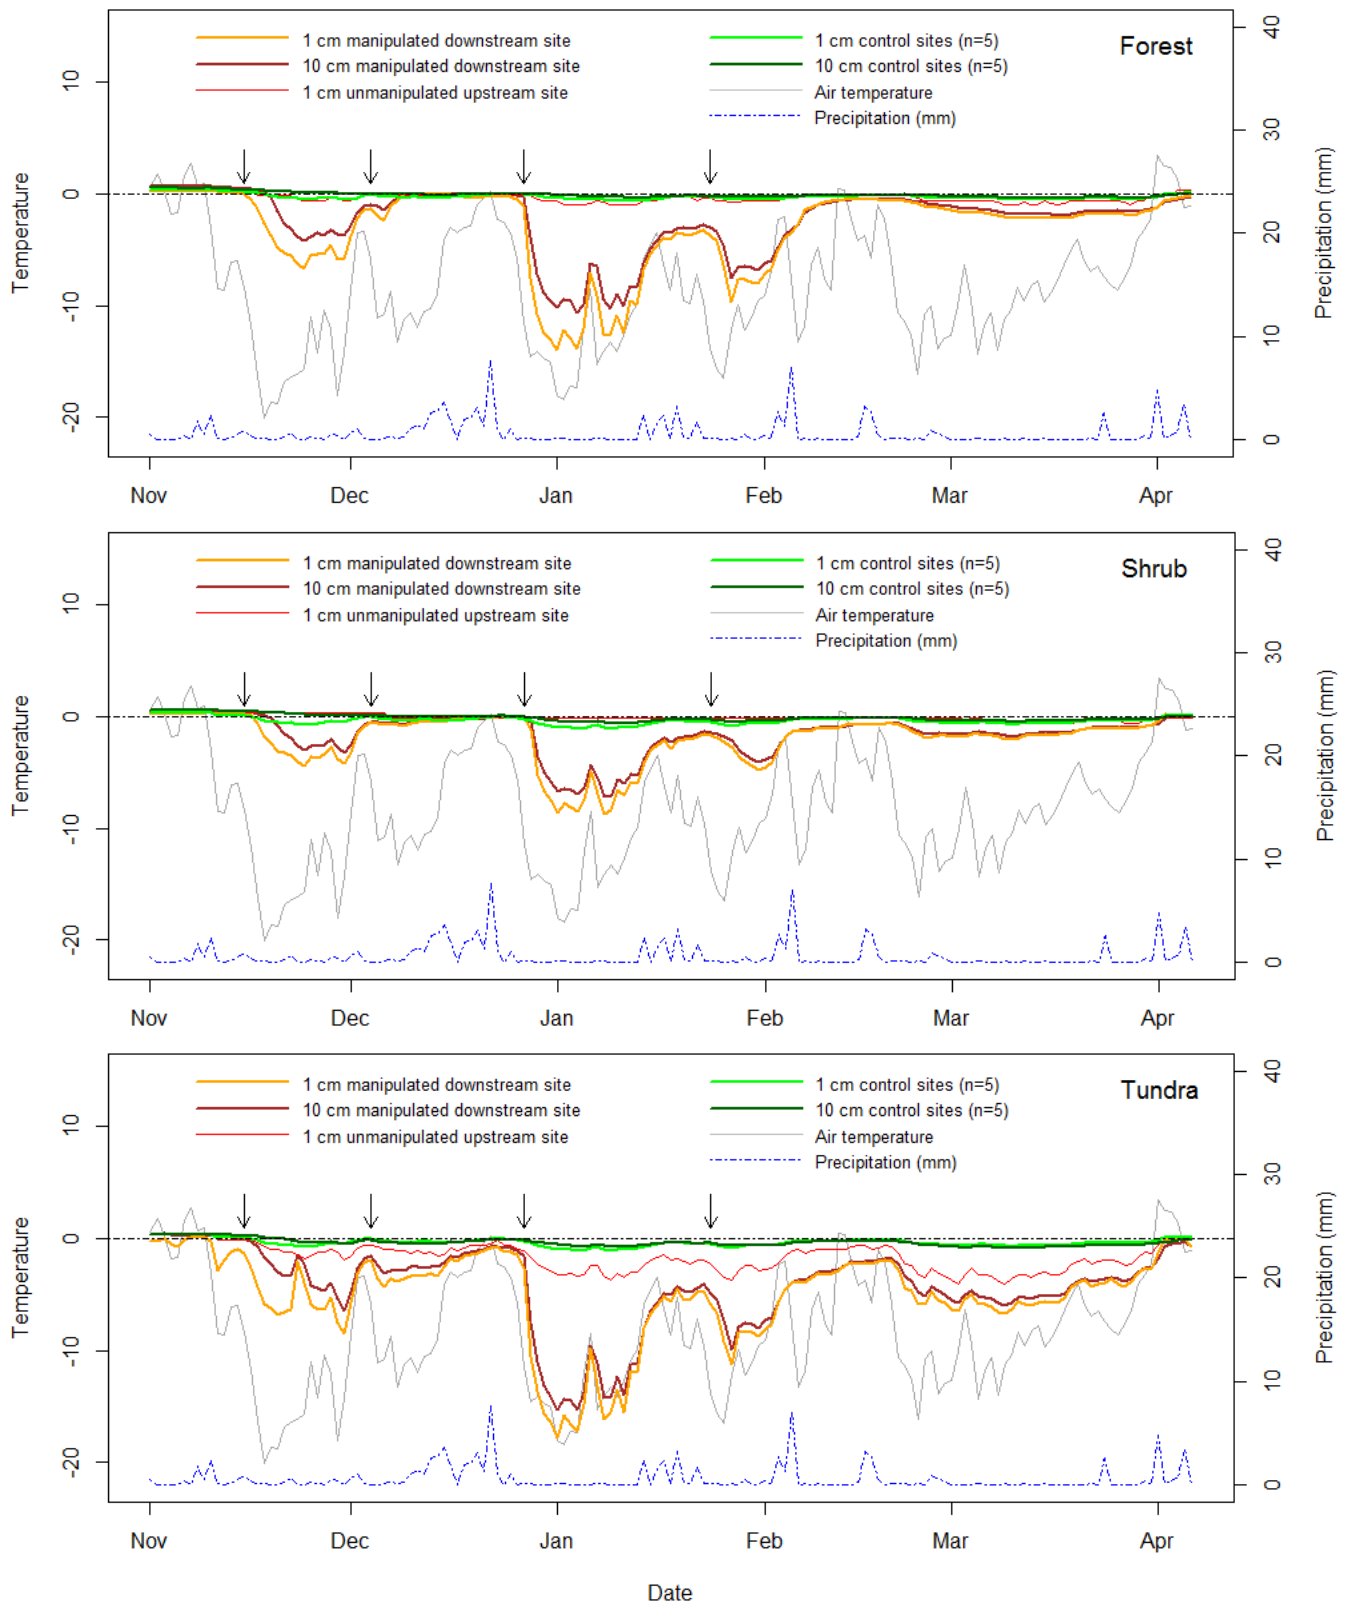 1 cm manipulated downstream site
10 cm manipulated downstream site
1 cm unmanipulated upstream site
1 cm control sites (n=5)
10 cm control sites (n=5)
Air temperature
Precipitation (mm)
Forest
Temperature
10
0
-10
-20
Precipitation (mm)
40
30
20
10
0
Nov Dec Jan Feb Mar Apr
1 cm manipulated downstream site
10 cm manipulated downstream site
1 cm unmanipulated upstream site
1 cm control sites (n=5)
10 cm control sites (n=5)
Air temperature
Precipitation (mm)
Shrub
Temperature
10
0
-10
-20
Precipitation (mm)
40
30
20
10
0
Nov Dec Jan Feb Mar Apr
1 cm manipulated downstream site
10 cm manipulated downstream site
1 cm unmanipulated upstream site
1 cm control sites (n=5)
10 cm control sites (n=5)
Air temperature
Precipitation (mm)
Tundra
Temperature
10
0
-10
-20
Precipitation (mm)
40
30
20
10
0
Nov Dec Jan Feb Mar Apr
Date